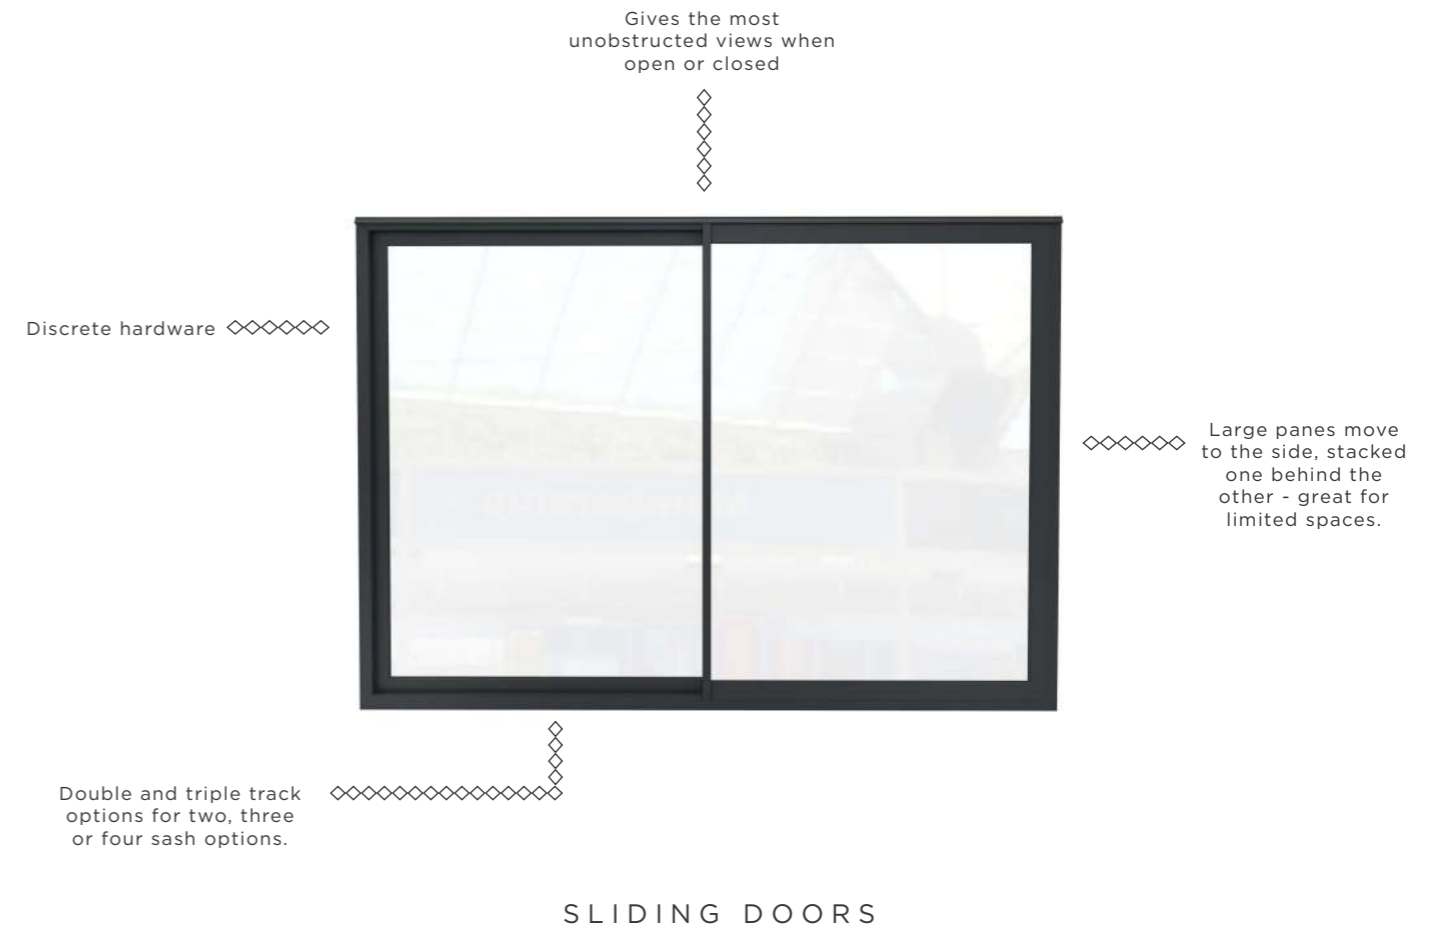 Gives the most
unobstructed views when
open or closed
Discrete hardware
Large panes move
to the side, stacked
one behind the
other - great for
limited spaces.
Double and triple track
options for two, three
or four sash options.
SLIDING DOORS